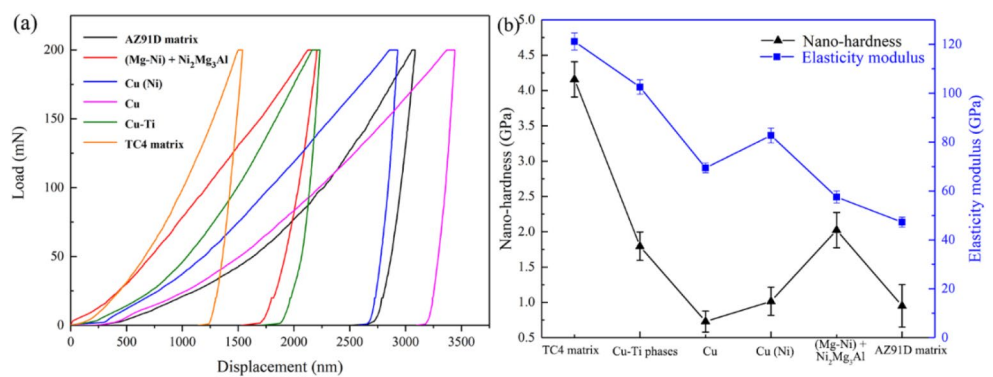 (a)
200
150
100
50
0
Load (mN)
0 500 1000 1500 2000 2500 3000 3500
Displacement (nm)
AZ91D matrix
(Mg-Ni) + Ni₂Mg₃Al
Cu (Ni)
Cu
Cu-Ti
TC4 matrix
(b)
5.0
4.5
4.0
3.5
3.0
2.5
2.0
1.5
1.0
0.5
Nano-hardness (GPa)
Nano-hardness
Elasticity modulus
120
100
80
60
40
20
0
Elasticity modulus (GPa)
TC4 matrix Cu-Ti phases Cu Cu (Ni) (Mg-Ni) + AZ91D matrix
Ni₂Mg₃Al